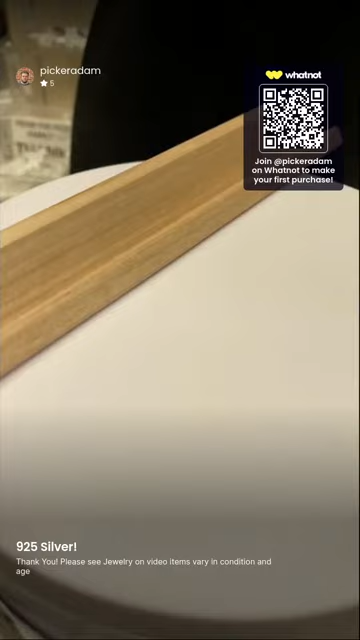 pickeradam
5
whatnot
Join @pickeradam
on Whatnot to make
your first purchase!
925 Silver!
Thank You! Please see Jewelry on video items vary in condition and
age